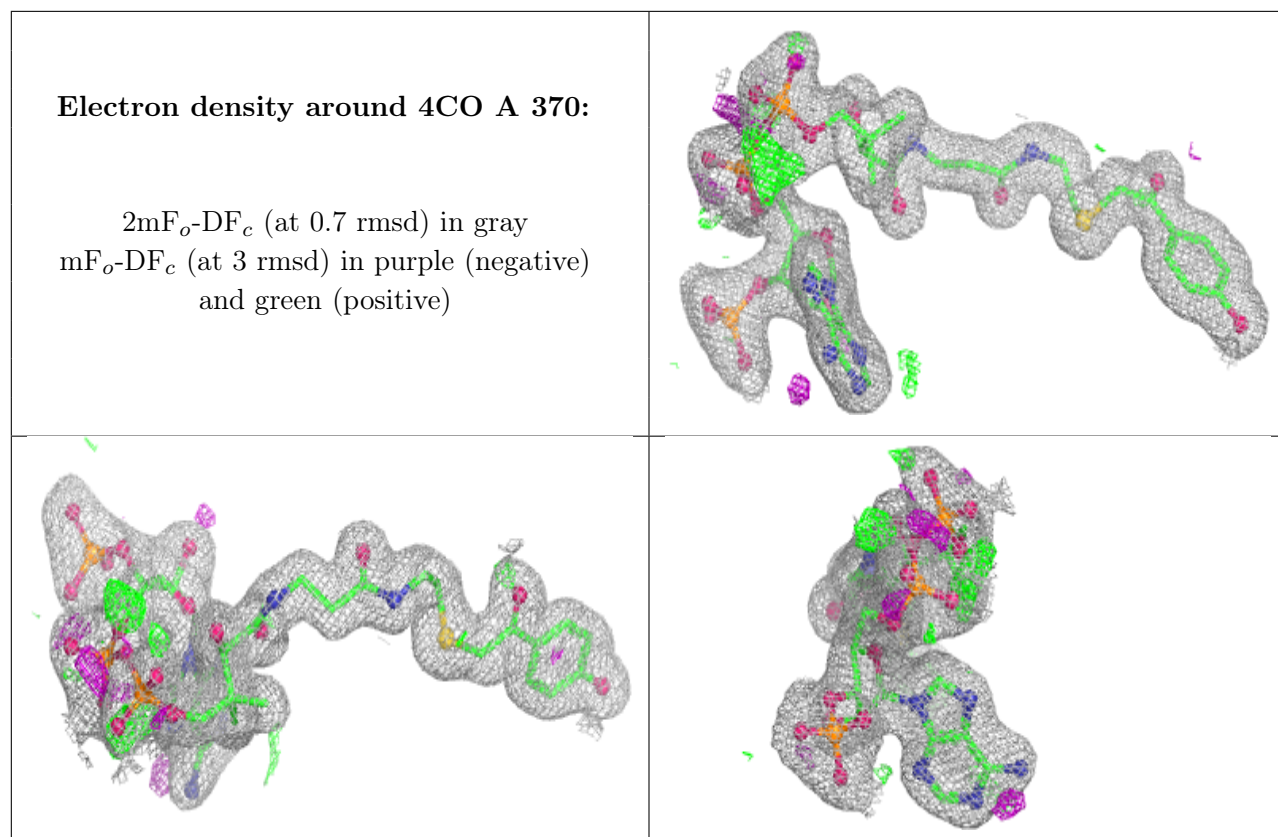 Electron density around 4CO A 370:
2mFo-DFc (at 0.7 rmsd) in gray
mFo-DFc (at 3 rmsd) in purple (negative)
and green (positive)